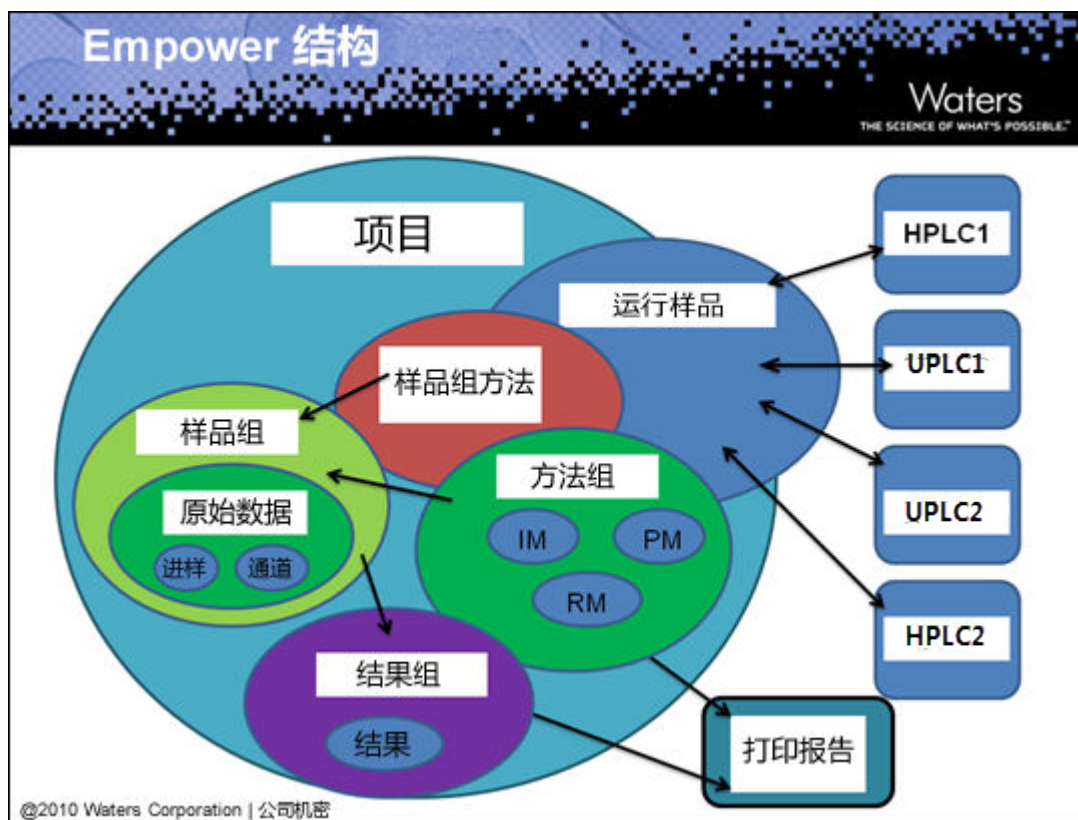 Empower 结构
Waters
THE SCIENCE OF WHAT'S POSSIBLE.™
项目
HPLC1
运行样品
UPLC1
样品组方法
样品组
方法组
原始数据
UPLC2
IM
PM
进样
通道
RM
HPLC2
结果组
结果
打印报告
@2010 Waters Corporation | 公司机密